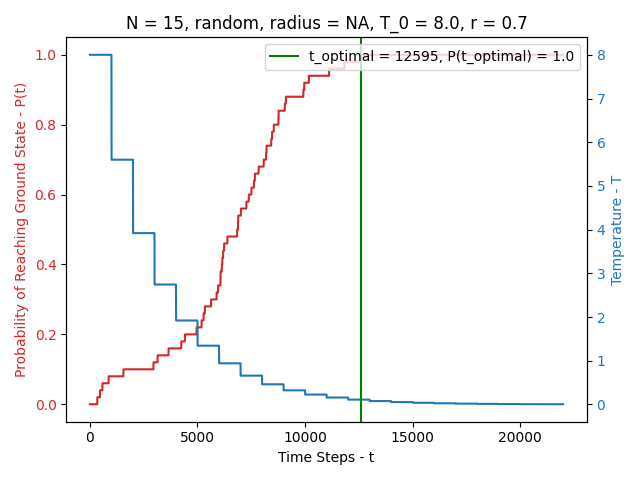 N = 15, random, radius = NA, T_0 = 8.0, r = 0.7
t_optimal = 12595, P(t_optimal) = 1.0
Probability of Reaching Ground State - P(t)
1.0
0.8
0.6
0.4
0.2
0.0
8
7
6
5
4
3
2
1
0
Temperature - T
0 5000 10000 15000 20000
Time Steps - t